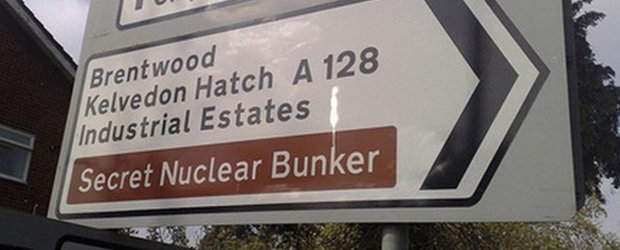 Brentwood
Kelvedon Hatch A 128
Industrial Estates
Secret Nuclear Bunker